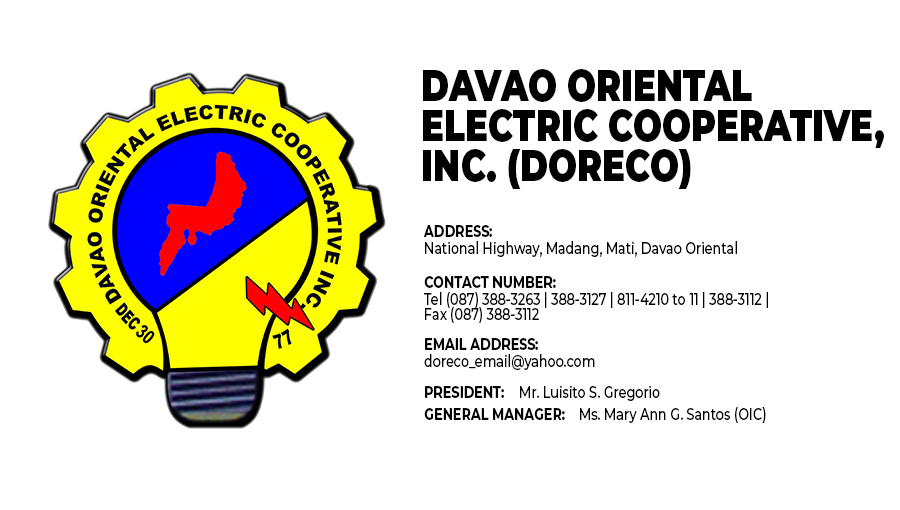 DAVAO ORIENTAL ELECTRIC COOPERATIVE INC.
DEC 30
77
DAVAO ORIENTAL
ELECTRIC COOPERATIVE,
INC. (DORECO)
ADDRESS:
National Highway, Madang, Mati, Davao Oriental
CONTACT NUMBER:
Tel (087) 388-3263 | 388-3127 | 811-4210 to 11 | 388-3112 |
Fax (087) 388-3112
EMAIL ADDRESS:
doreco_email@yahoo.com
PRESIDENT: Mr. Luisito S. Gregorio
GENERAL MANAGER: Ms. Mary Ann G. Santos (OIC)